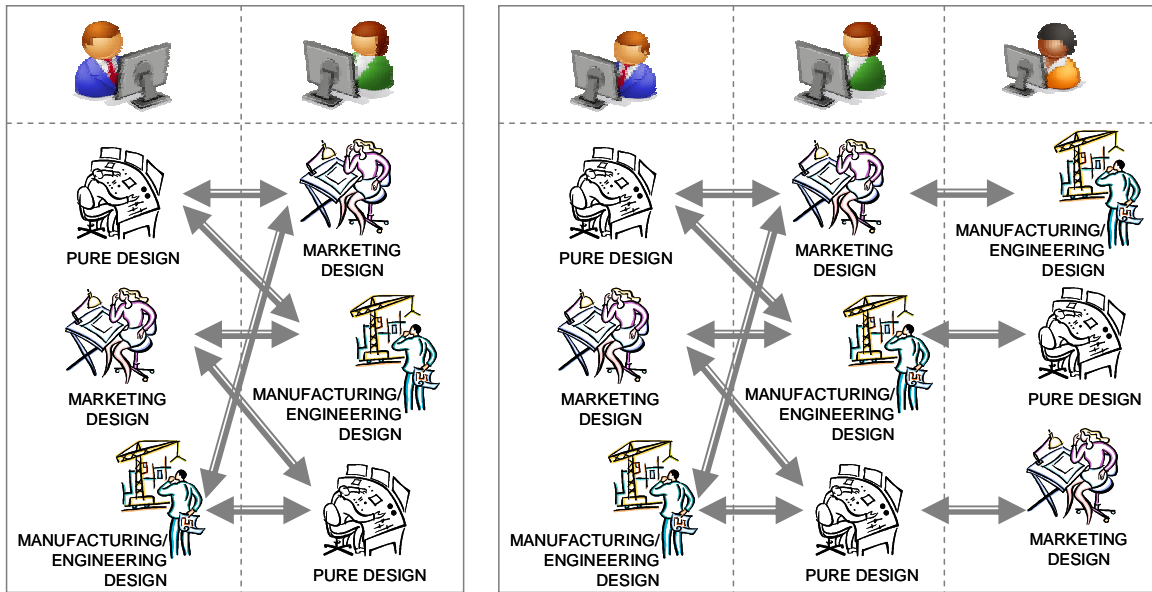 PURE DESIGN
MARKETING
DESIGN
MARKETING
DESIGN
MANUFACTURING/
ENGINEERING
DESIGN
MANUFACTURING/
ENGINEERING
DESIGN
PURE DESIGN
PURE DESIGN
MARKETING
DESIGN
MANUFACTURING/
ENGINEERING
DESIGN
MARKETING
DESIGN
MANUFACTURING/
ENGINEERING
DESIGN
PURE DESIGN
MANUFACTURING/
ENGINEERING
DESIGN
PURE DESIGN
MARKETING
DESIGN